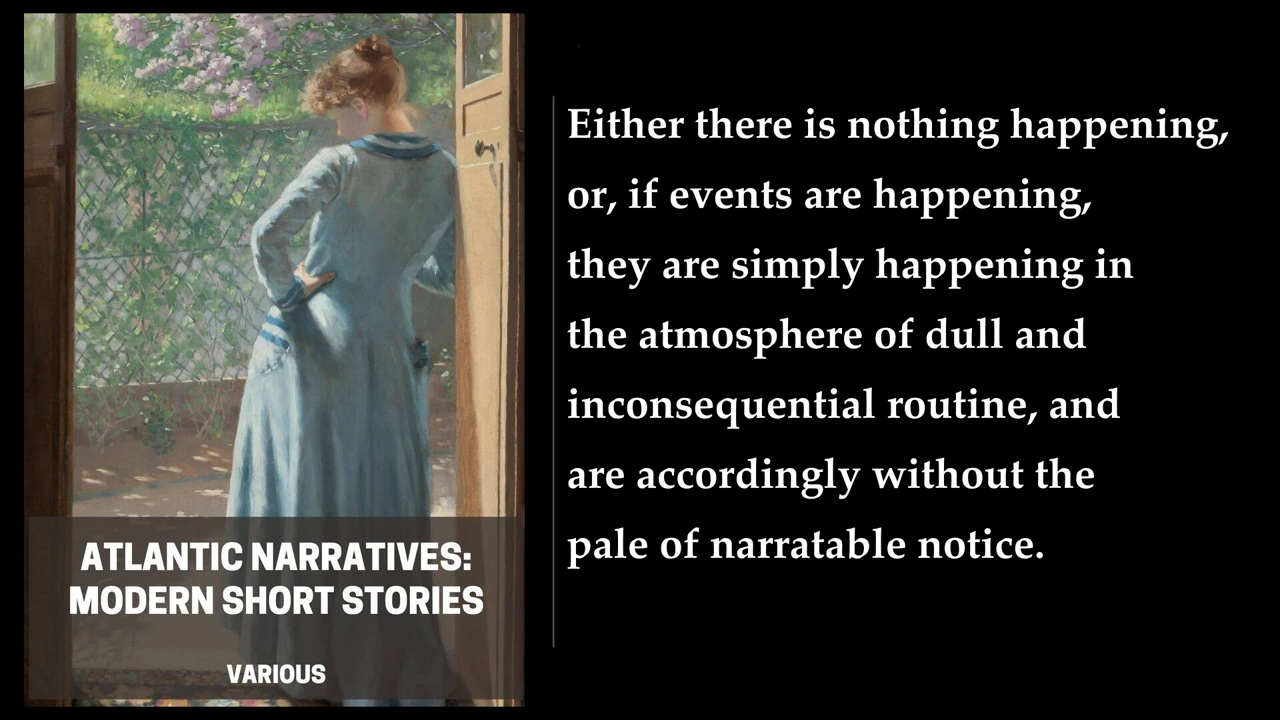 ATLANTIC NARRATIVES:
MODERN SHORT STORIES
VARIOUS
Either there is nothing happening,
or, if events are happening,
they are simply happening in
the atmosphere of dull and
inconsequential routine, and
are accordingly without the
pale of narratable notice.